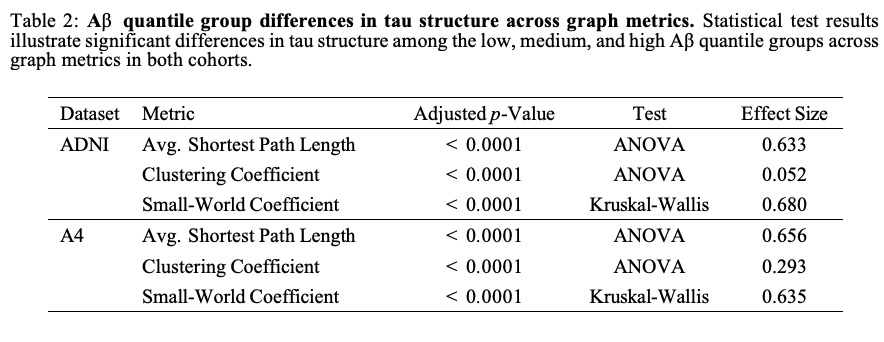 Table 2: Aβ quantile group differences in tau structure across graph metrics. Statistical test results
illustrate significant differences in tau structure among the low, medium, and high Aβ quantile groups across
graph metrics in both cohorts.
Dataset Metric Adjusted p-Value Test Effect Size
ADNI Avg. Shortest Path Length < 0.0001 ANOVA 0.633
Clustering Coefficient < 0.0001 ANOVA 0.052
Small-World Coefficient < 0.0001 Kruskal-Wallis 0.680
A4 Avg. Shortest Path Length < 0.0001 ANOVA 0.656
Clustering Coefficient < 0.0001 ANOVA 0.293
Small-World Coefficient < 0.0001 Kruskal-Wallis 0.635